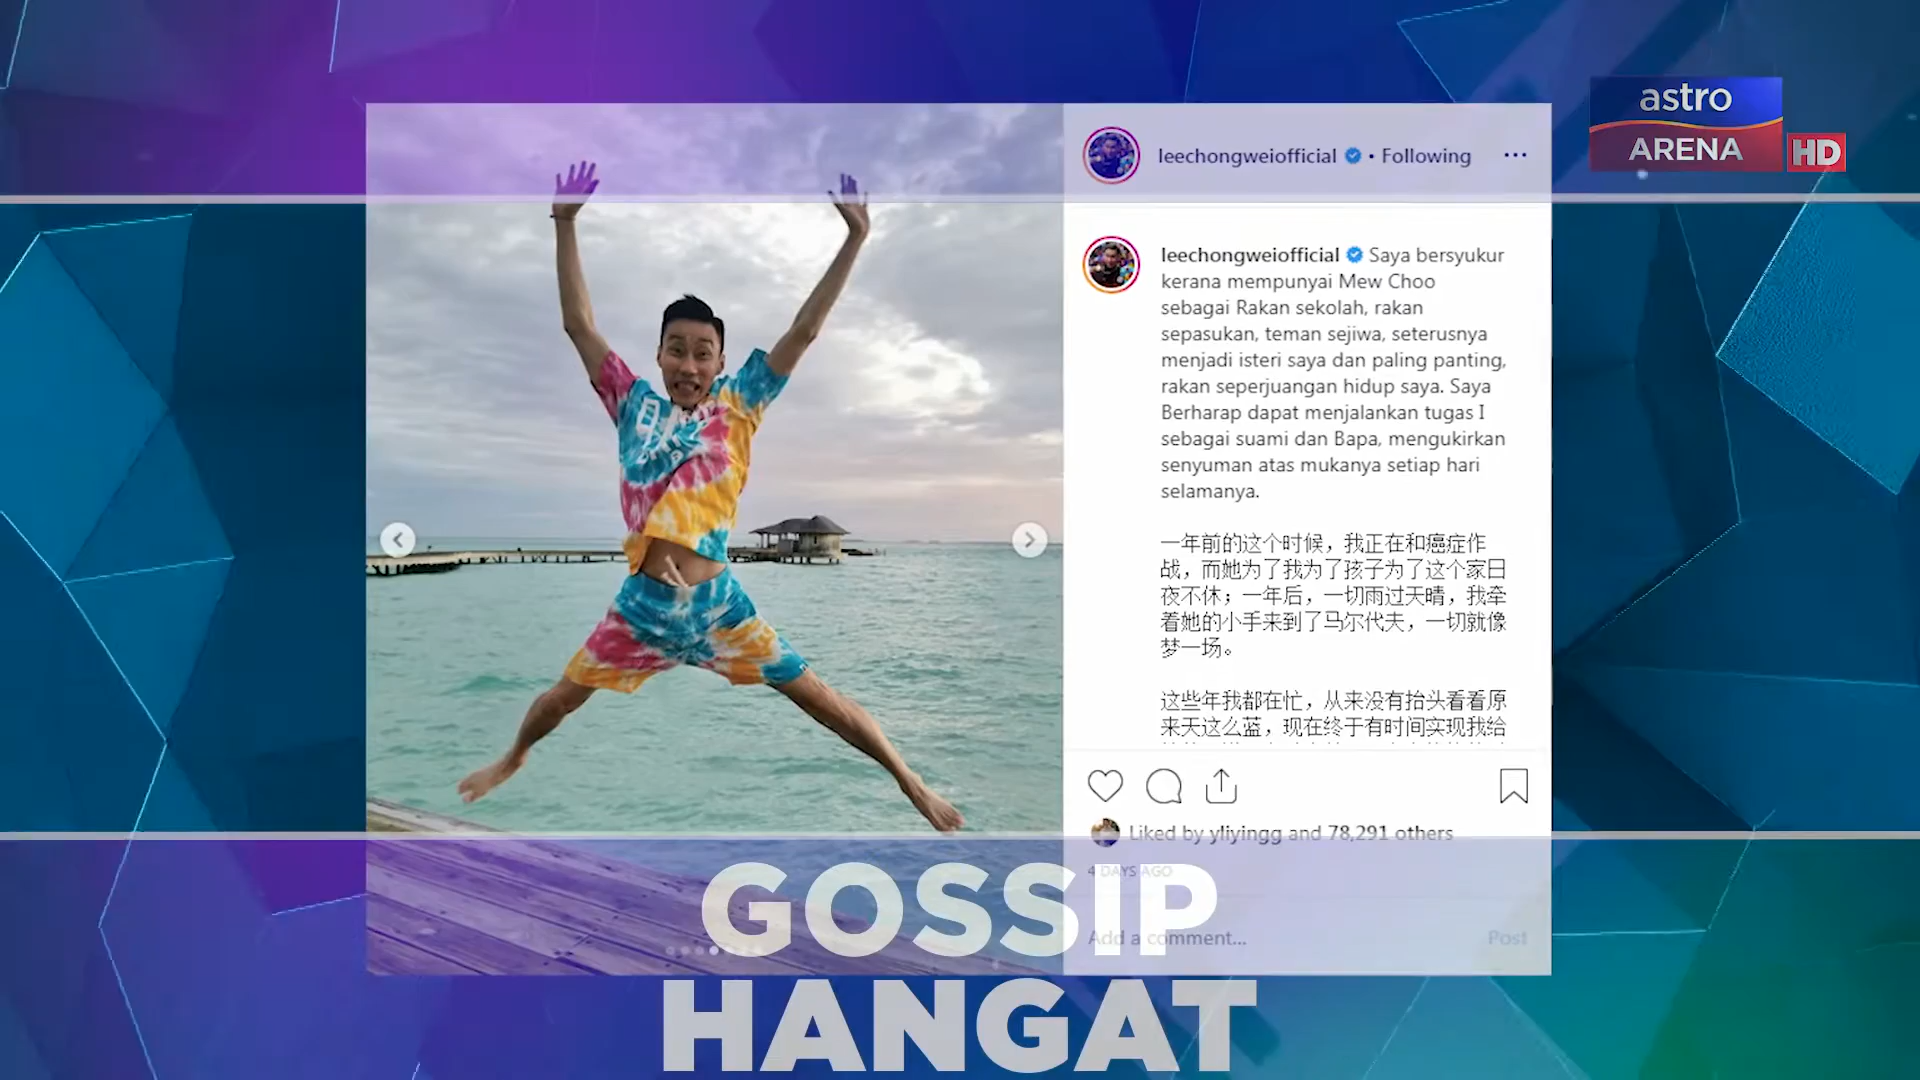 astro
ARENA HD
leechongweiofficial • Following ...
leechongweiofficial Saya bersyukur
kerana mempunyai Mew Choo
sebagai Rakan sekolah, rakan
sepasukan, teman sejiwa, seterusnya
menjadi isteri saya dan paling panting,
rakan seperjuangan hidup saya. Saya
Berharap dapat menjalankan tugas I
sebagai suami dan Bapa, mengukirkan
senyuman atas mukanya setiap hari
selamanya.
一年前的这个时候，我正在和癌症作
战，而她为了我为了孩子为了这个家日
夜不休；一年后，一切雨过天晴，我牵
着她的小手来到了马尔代夫，一切就像
梦一场。
这些年我都在忙，从来没有抬头看看原
来天这么蓝，现在终于有时间实现我给
Liked by yliyingg and 78,291 others
4 DAYS AGO
Add a comment... Post
GOSSIP
HANGAT